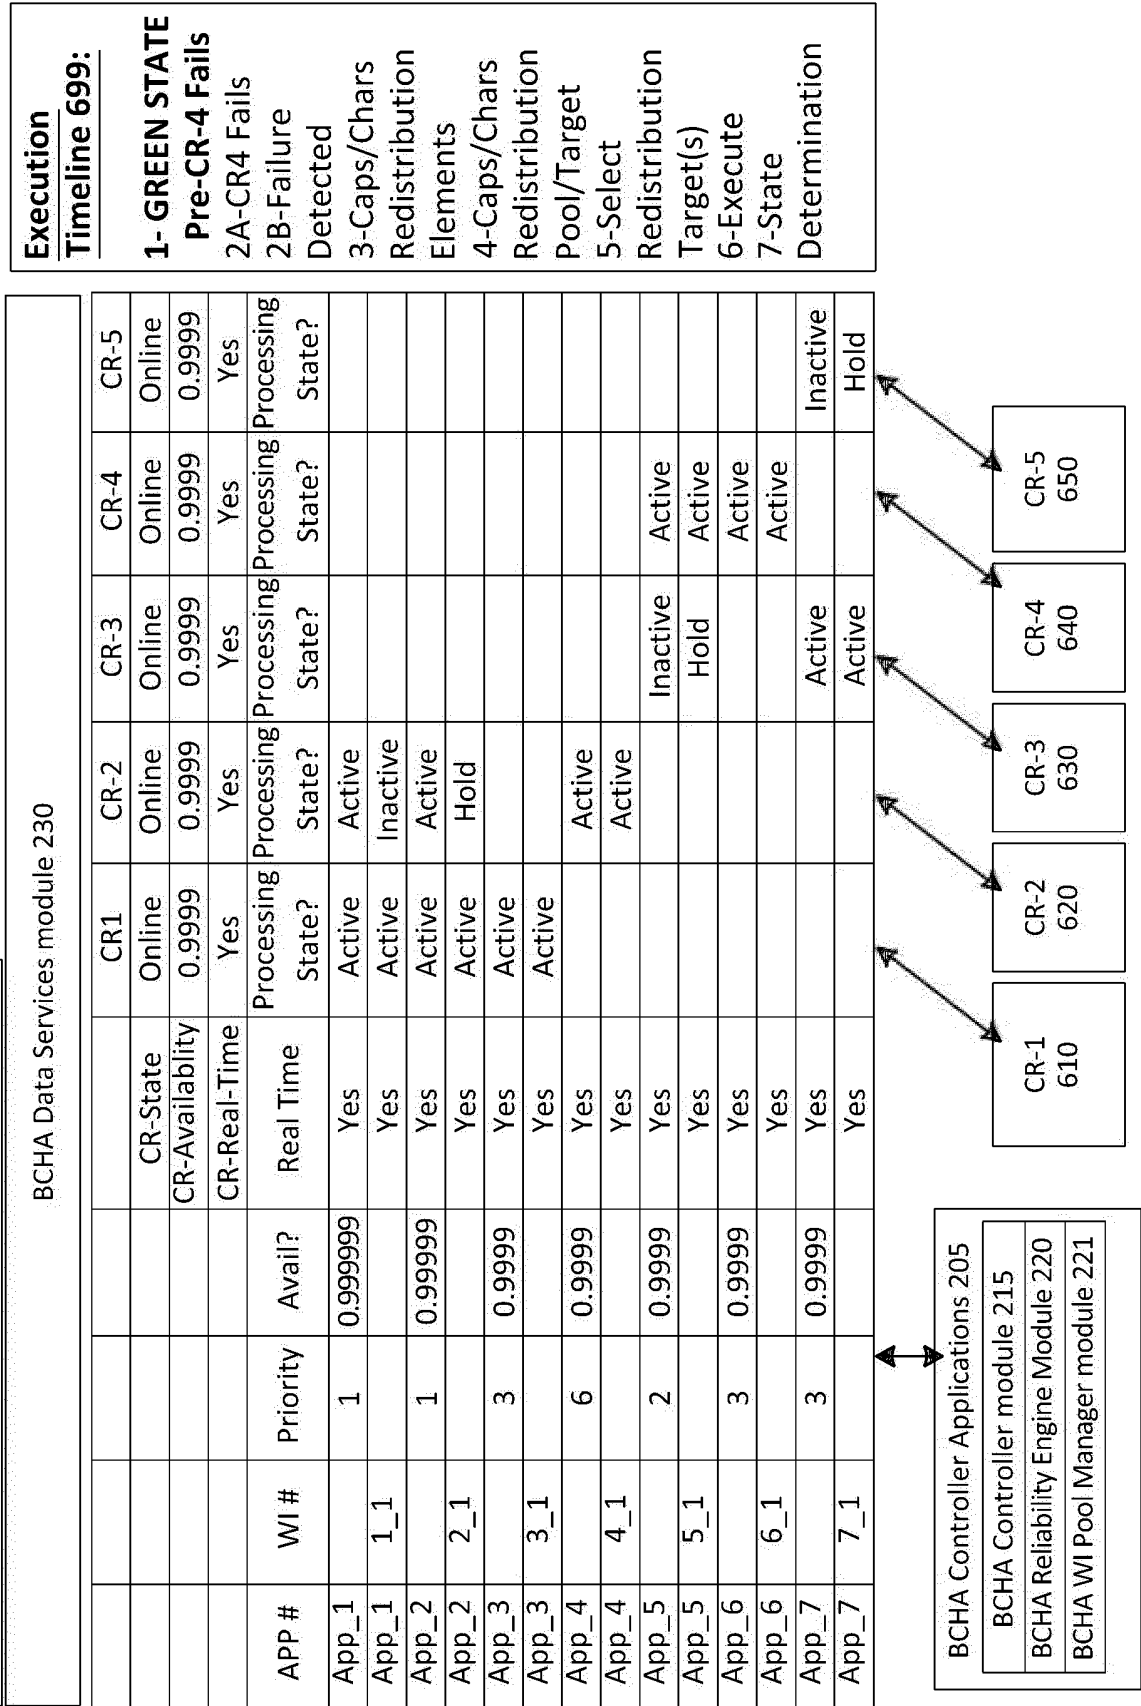 BCHA Data Services module 230
CR1 CR-2 CR-3 CR-4 CR-5
CR-State Online Online Online Online Online
CR-Availablity 0.9999 0.9999 0.9999 0.9999 0.9999
CR-Real-Time Yes Yes Yes Yes Yes
APP # WI # Priority Avail? Real Time Processing State? Processing State? Processing State? Processing State? Processing State?
App_1 1 0.999999 Yes Active Active
App_1 1_1 Yes Active Inactive
App_2 1 0.99999 Yes Active Active
App_2 2_1 Yes Active Hold
App_3 3 0.9999 Yes Active
App_3 3_1 Yes Active
App_4 6 0.9999 Yes Active
App_4 4_1 Yes Active
App_5 2 0.9999 Yes Inactive Active
App_5 5_1 Yes Hold Active
App_6 3 0.9999 Yes Active
App_6 6_1 Yes Active
App_7 3 0.9999 Yes Active Inactive
App_7 7_1 Yes Active Hold
Execution
Timeline 699:
1- GREEN STATE
Pre-CR-4 Fails
2A-CR4 Fails
2B-Failure
Detected
3-Caps/Chars
Redistribution
Elements
4-Caps/Chars
Redistribution
Pool/Target
5-Select
Redistribution
Target(s)
6-Execute
7-State
Determination
BCHA Controller Applications 205
BCHA Controller module 215
BCHA Reliability Engine Module 220
BCHA WI Pool Manager module 221
CR-1
610
CR-2
620
CR-3
630
CR-4
640
CR-5
650